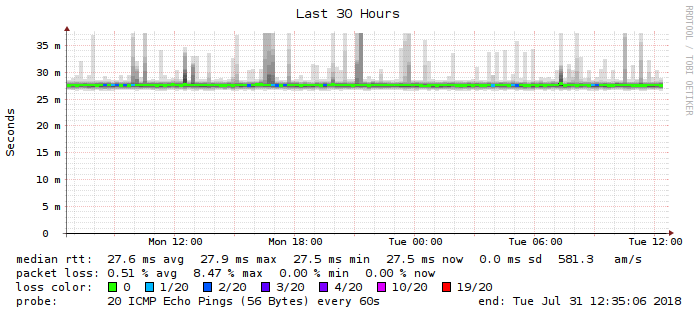 Last 30 Hours
RRDTOOL / TOBI OETIKER
Seconds
35 m
30 m
25 m
20 m
15 m
10 m
5 m
0
Mon 12:00 Mon 18:00 Tue 00:00 Tue 06:00 Tue 12:00
median rtt: 27.6 ms avg 27.9 ms max 27.5 ms min 27.5 ms now 0.0 ms sd 581.3 am/s
packet loss: 0.51 % avg 8.47 % max 0.00 % min 0.00 % now
loss color: 0 1/20 2/20 3/20 4/20 10/20 19/20
probe: 20 ICMP Echo Pings (56 Bytes) every 60s end: Tue Jul 31 12:35:06 2018